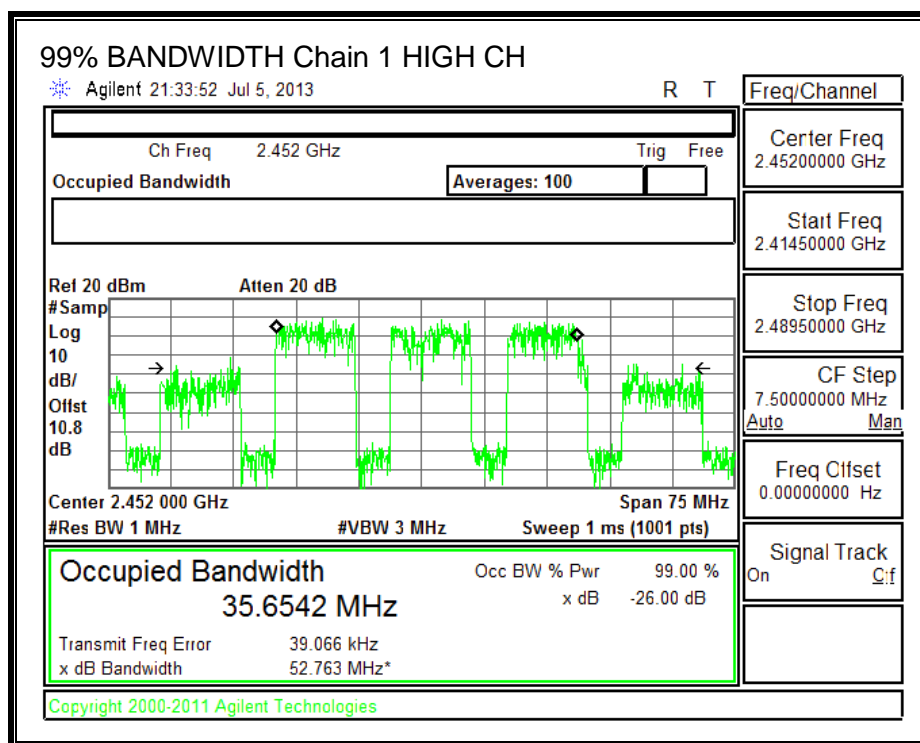 99% BANDWIDTH Chain 1 HIGH CH
Agilent 21:33:52 Jul 5, 2013 R T
Ch Freq 2.452 GHz Trig Free
Occupied Bandwidth Averages: 100
Ref 20 dBm Atten 20 dB
#Samp
Log
10
dB/
Offst
10.8
dB
Center 2.452 000 GHz Span 75 MHz
#Res BW 1 MHz #VBW 3 MHz Sweep 1 ms (1001 pts)
Occupied Bandwidth Occ BW % Pwr 99.00 %
35.6542 MHz x dB -26.00 dB
Transmit Freq Error 39.066 kHz
x dB Bandwidth 52.763 MHz*
Copyright 2000-2011 Agilent Technologies
Freq/Channel
Center Freq
2.45200000 GHz
Start Freq
2.41450000 GHz
Stop Freq
2.48950000 GHz
CF Step
7.50000000 MHz
Auto Man
Freq Offset
0.00000000 Hz
Signal Track
On Off